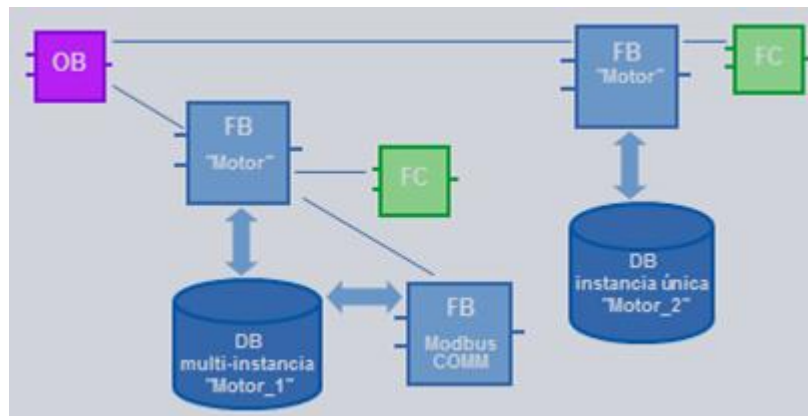 OB
FB
"Motor"
FC
FB
"Motor"
FC
DB
multi-instancia
"Motor_1"
FB
Modbus
COMM
DB
instancia única
"Motor_2"